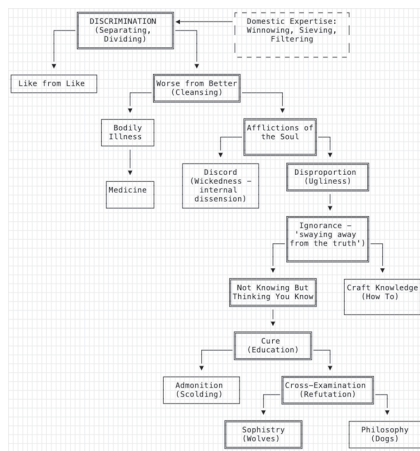 DISCRIMINATION
(Separating,
Dividing)
Domestic Expertise:
Winnowing, Sieving,
Filtering
Like from Like
Worse from Better
(Cleansing)
Bodily
Illness
Afflictions of
the Soul
Medicine
Discord
(Wickedness -
internal
dissension)
Disproportion
(Ugliness)
Ignorance -
'swaying away
from the truth')
Not Knowing But
Thinking You Know
Craft Knowledge
(How To)
Cure
(Education)
Admonition
(Scolding)
Cross-Examination
(Refutation)
Sophistry
(Wolves)
Philosophy
(Dogs)